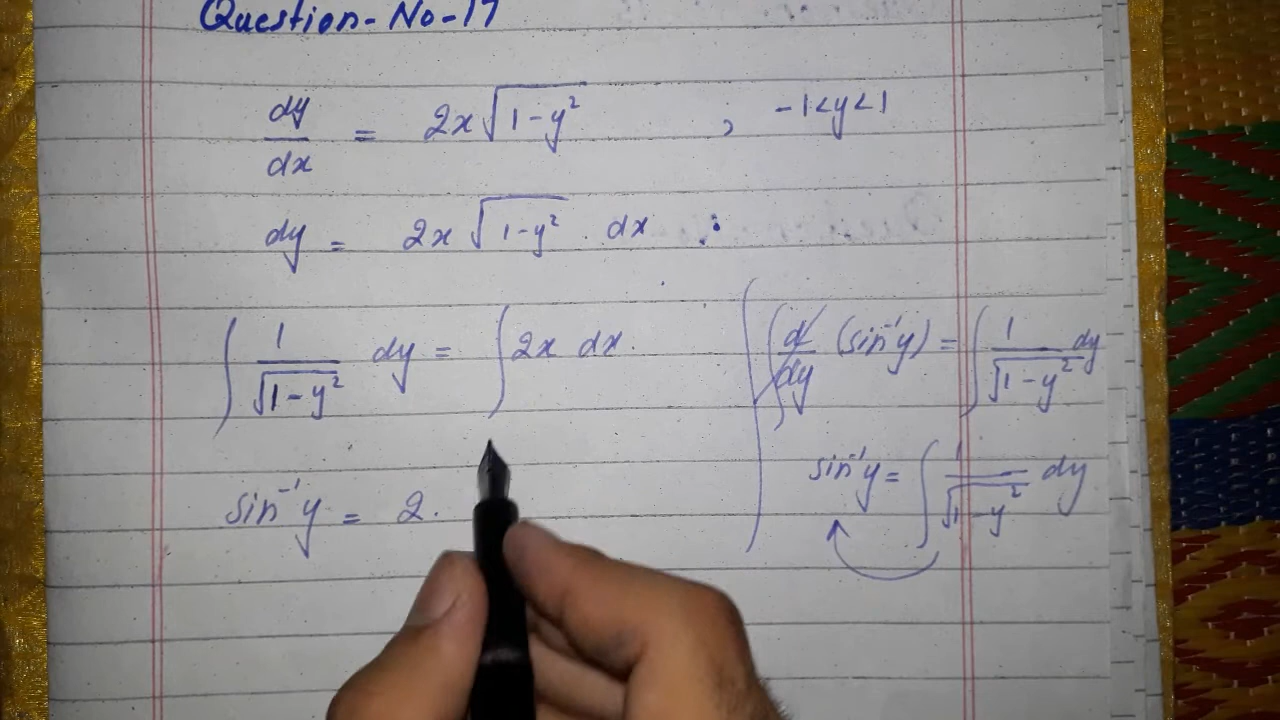 Question-No-17
dy/dx = 2x√(1-y²) , -1<y<1
dy = 2x √(1-y²) . dx
∫ 1/√(1-y²) dy = ∫ 2x dx.
sin⁻¹y = 2.
∫ d/dy (sin⁻¹y) = ∫ 1/√(1-y²) dy
sin⁻¹y = ∫ 1/√(1-y²) dy